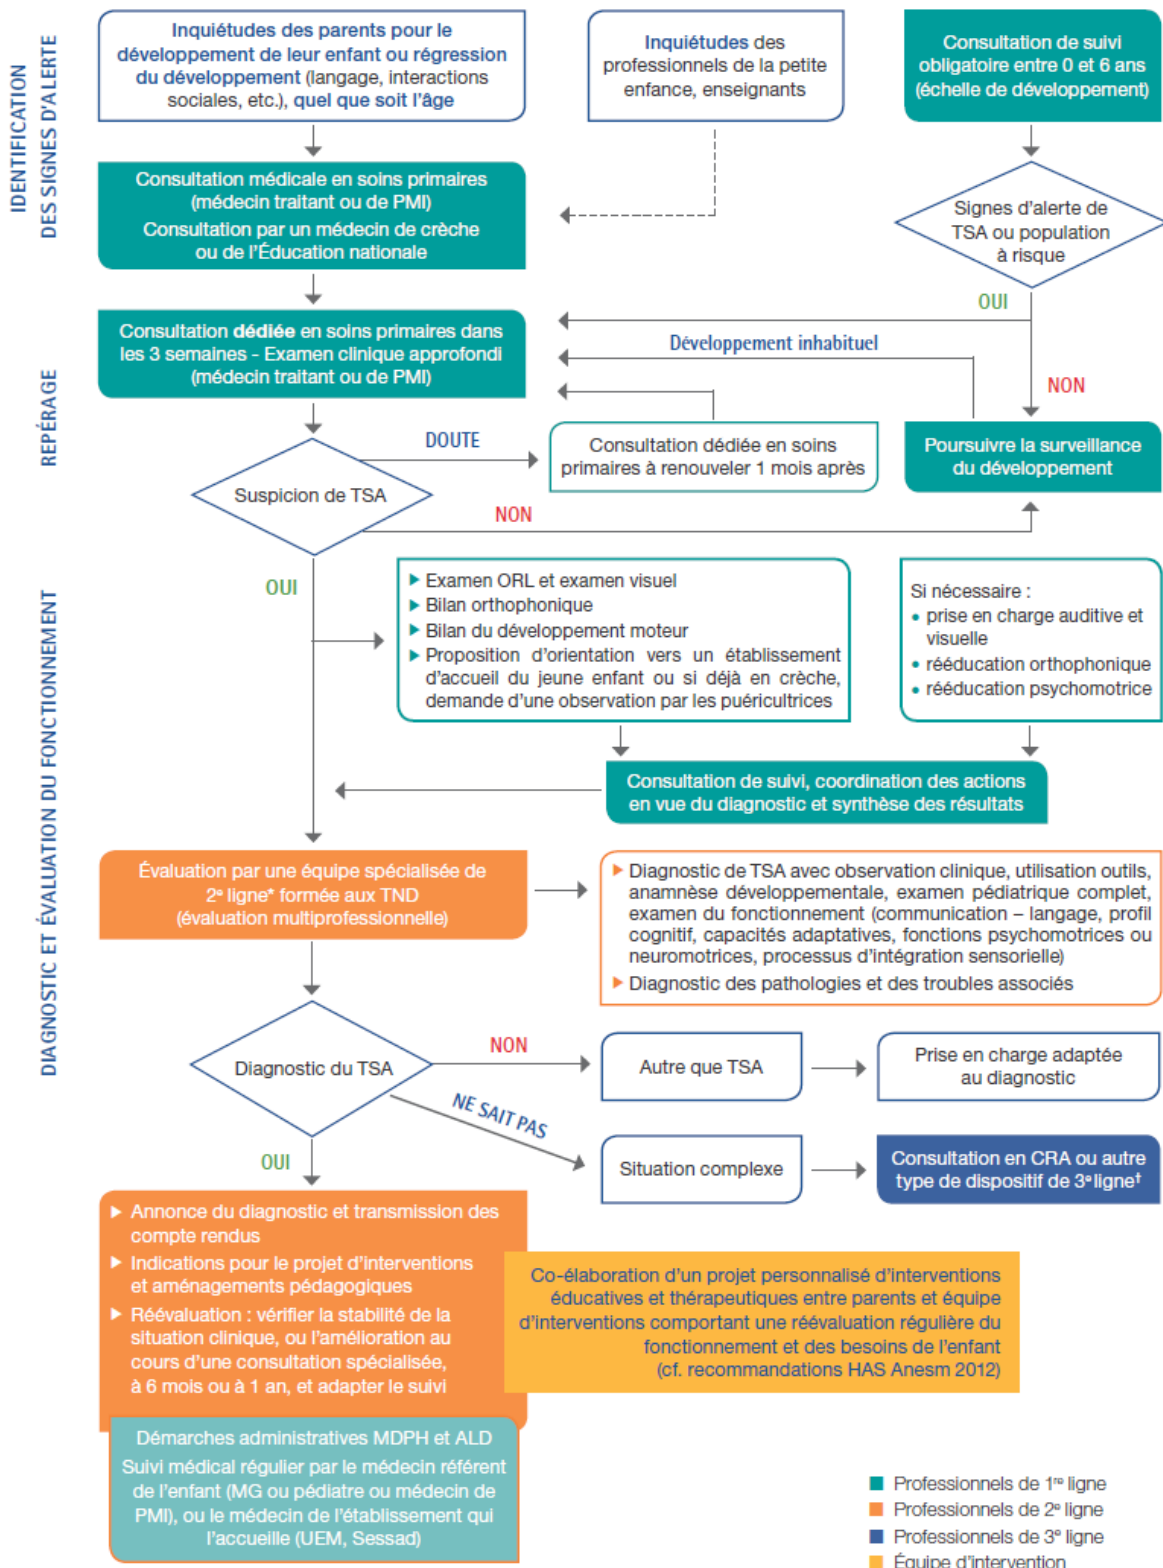 IDENTIFICATION
DES SIGNES D'ALERTE
Inquiétudes des parents pour le
développement de leur enfant ou régression
du développement (langage, interactions
sociales, etc.), quel que soit l'âge
Inquiétudes des
professionnels de la petite
enfance, enseignants
Consultation de suivi
obligatoire entre 0 et 6 ans
(échelle de développement)
Consultation médicale en soins primaires
(médecin traitant ou de PMI)
Consultation par un médecin de crèche
ou de l'Éducation nationale
Signes d'alerte de
TSA ou population
à risque
OUI
NON
REPÉRAGE
Consultation dédiée en soins primaires dans
les 3 semaines - Examen clinique approfondi
(médecin traitant ou de PMI)
Développement inhabituel
DOUTE
Consultation dédiée en soins
primaires à renouveler 1 mois après
Poursuivre la surveillance
du développement
Suspicion de TSA
NON
OUI
DIAGNOSTIC ET ÉVALUATION DU FONCTIONNEMENT
▶ Examen ORL et examen visuel
▶ Bilan orthophonique
▶ Bilan du développement moteur
▶ Proposition d'orientation vers un établissement
d'accueil du jeune enfant ou si déjà en crèche,
demande d'une observation par les puéricultrices
Si nécessaire :
• prise en charge auditive et
visuelle
• rééducation orthophonique
• rééducation psychomotrice
Consultation de suivi, coordination des actions
en vue du diagnostic et synthèse des résultats
Évaluation par une équipe spécialisée de
2e ligne* formée aux TND
(évaluation multiprofessionnelle)
▶ Diagnostic de TSA avec observation clinique, utilisation outils,
anamnèse développementale, examen pédiatrique complet,
examen du fonctionnement (communication – langage, profil
cognitif, capacités adaptatives, fonctions psychomotrices ou
neuromotrices, processus d'intégration sensorielle)
▶ Diagnostic des pathologies et des troubles associés
Diagnostic du TSA
NON
Autre que TSA
Prise en charge adaptée
au diagnostic
NE SAIT PAS
Situation complexe
Consultation en CRA ou autre
type de dispositif de 3e ligne†
OUI
▶ Annonce du diagnostic et transmission des
compte rendus
▶ Indications pour le projet d'interventions
et aménagements pédagogiques
▶ Réévaluation : vérifier la stabilité de la
situation clinique, ou l'amélioration au
cours d'une consultation spécialisée,
à 6 mois ou à 1 an, et adapter le suivi
Co-élaboration d'un projet personnalisé d'interventions
éducatives et thérapeutiques entre parents et équipe
d'interventions comportant une réévaluation régulière du
fonctionnement et des besoins de l'enfant
(cf. recommandations HAS Anesm 2012)
Démarches administratives MDPH et ALD
Suivi médical régulier par le médecin référent
de l'enfant (MG ou pédiatre ou médecin de
PMI), ou le médecin de l'établissement qui
l'accueille (UEM, Sessad)
Professionnels de 1re ligne
Professionnels de 2e ligne
Professionnels de 3e ligne
Équipe d'intervention